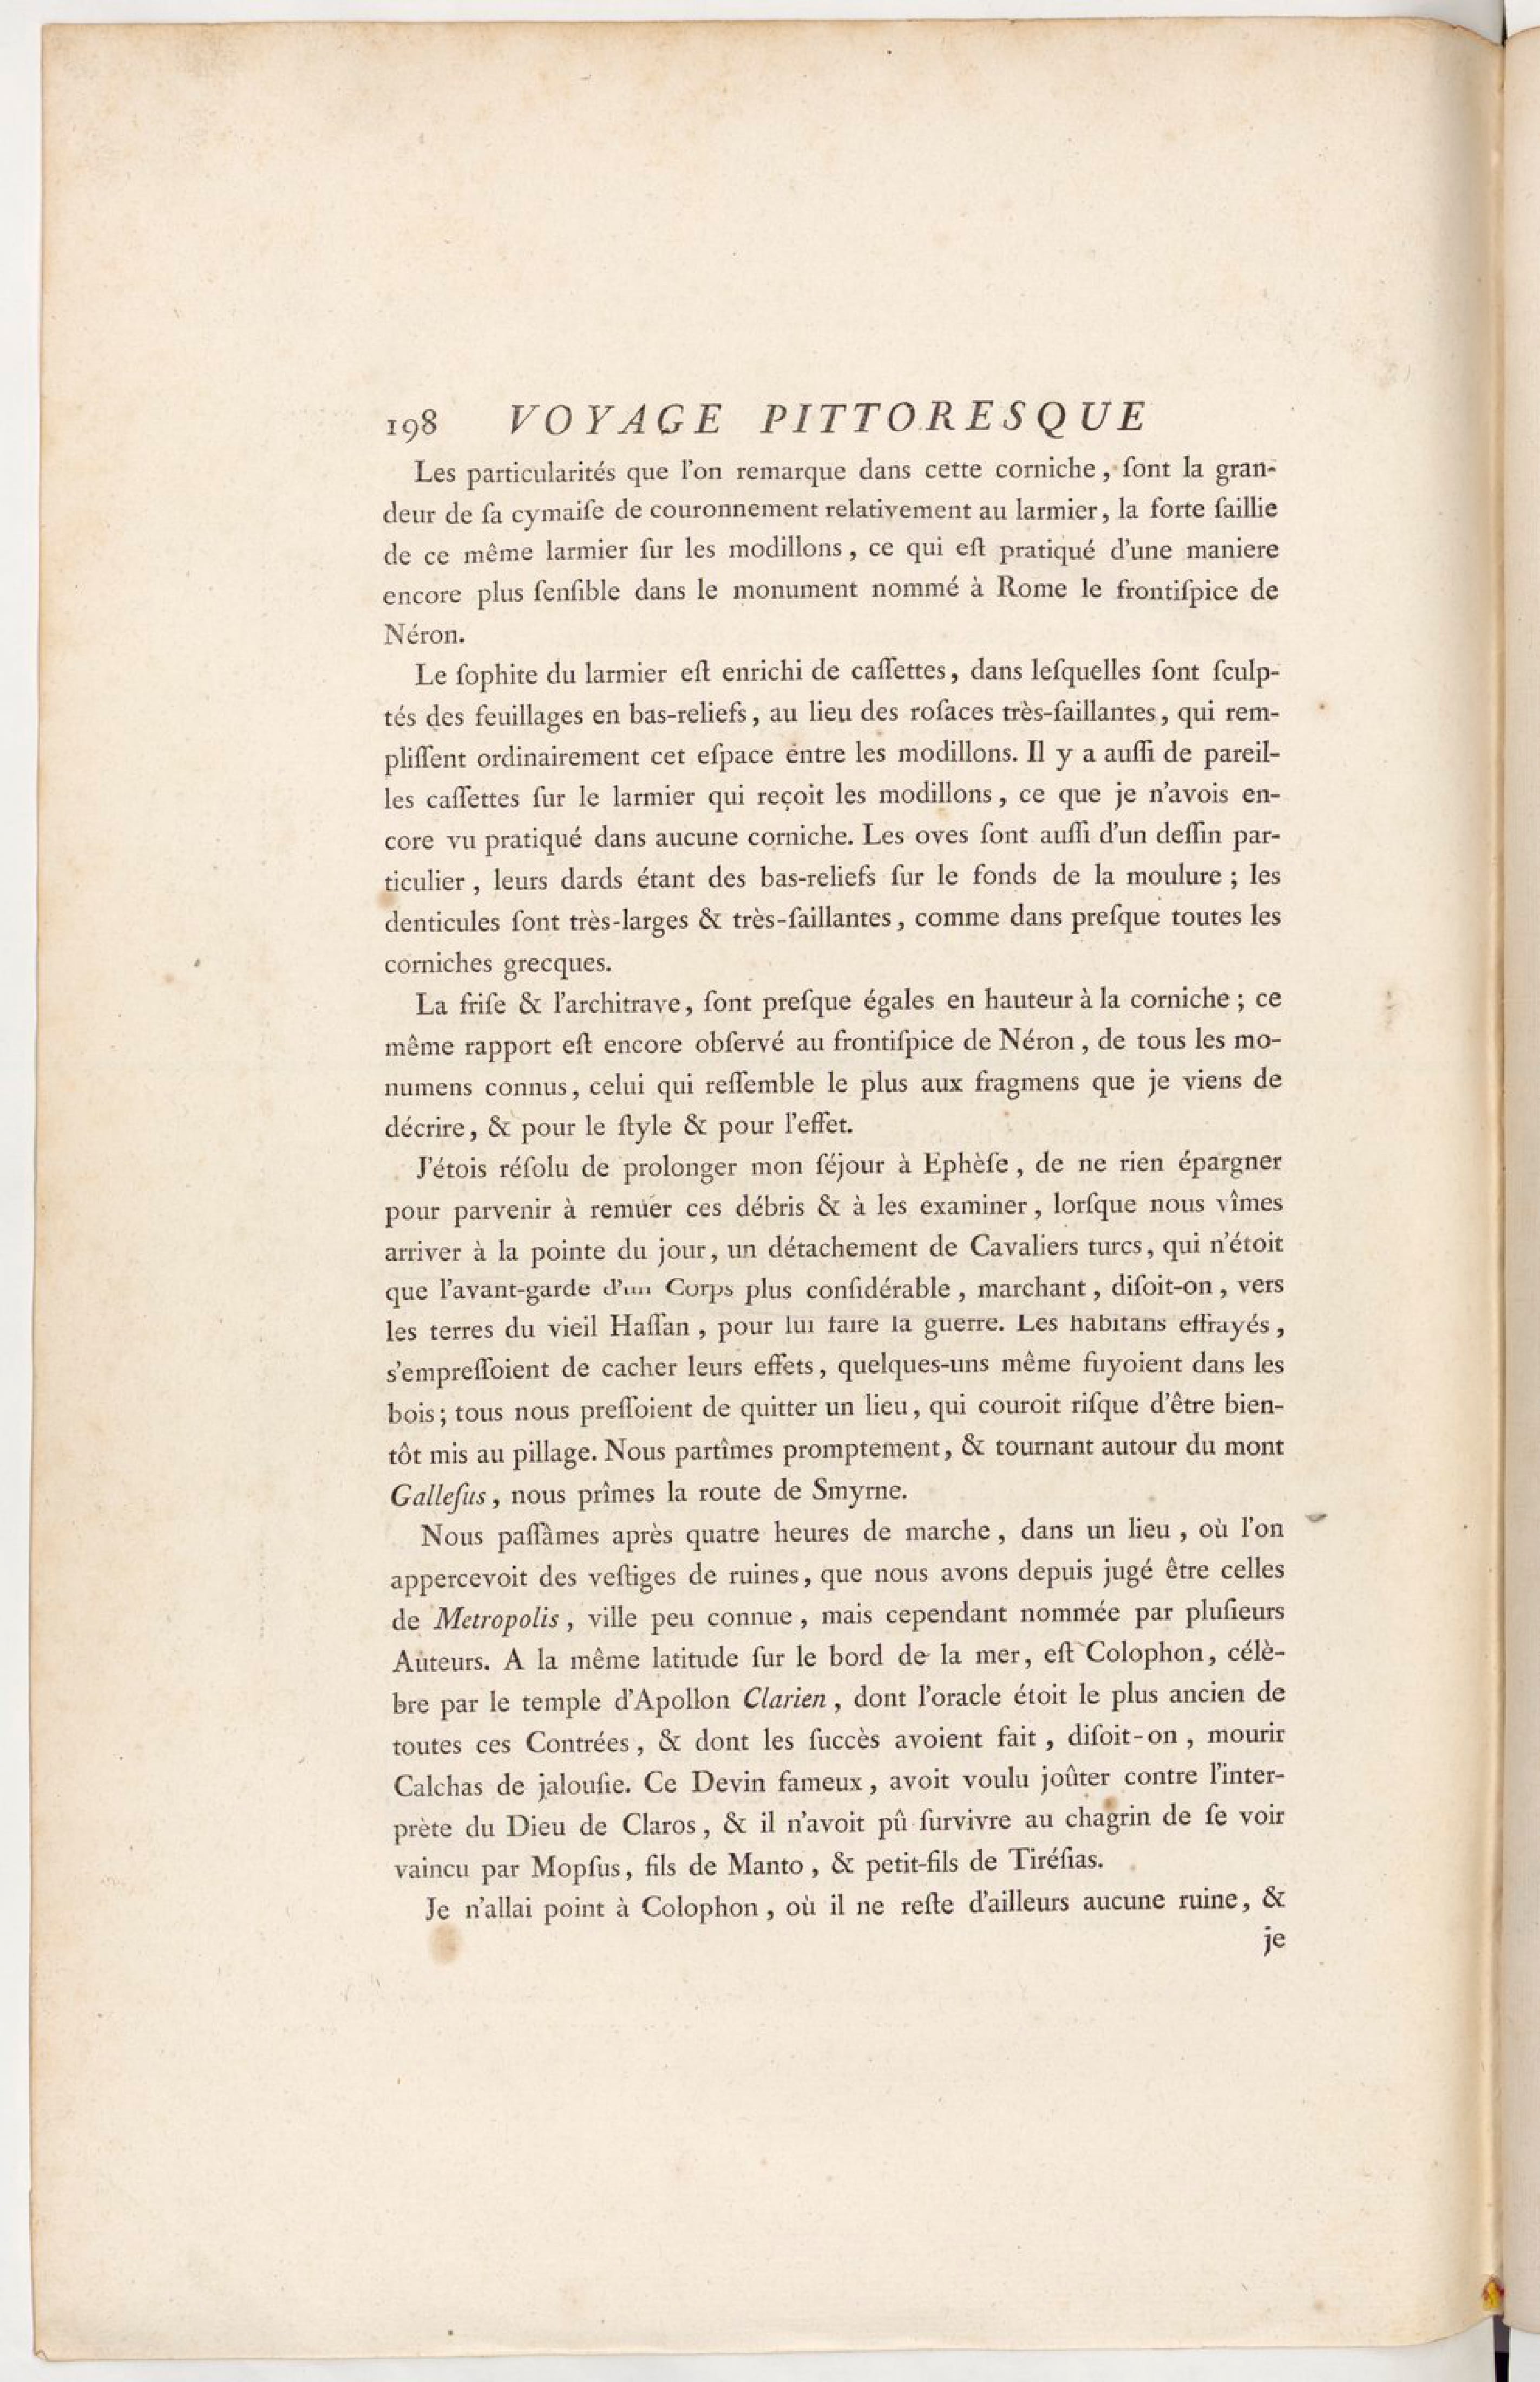 198 VOYAGE PITTORESQUE
Les particularités que l'on remarque dans cette corniche, ſont la gran-
deur de ſa cymaiſe de couronnement relativement au larmier, la forte ſaillie
de ce même larmier ſur les modillons, ce qui eſt pratiqué d'une maniere
encore plus ſenſible dans le monument nommé à Rome le frontiſpice de
Néron.
Le ſophite du larmier eſt enrichi de caſſettes, dans leſquelles ſont ſculp-
tés des feuillages en bas-reliefs, au lieu des roſaces très-ſaillantes, qui rem-
pliſſent ordinairement cet eſpace entre les modillons. Il y a auſſi de pareil-
les caſſettes ſur le larmier qui reçoit les modillons, ce que je n'avois en-
core vu pratiqué dans aucune corniche. Les oves ſont auſſi d'un deſſin par-
ticulier, leurs dards étant des bas-reliefs ſur le fonds de la moulure ; les
denticules ſont très-larges & très-ſaillantes, comme dans preſque toutes les
corniches grecques.
La friſe & l'architrave, ſont preſque égales en hauteur à la corniche ; ce
même rapport eſt encore obſervé au frontiſpice de Néron, de tous les mo-
numens connus, celui qui reſſemble le plus aux fragmens que je viens de
décrire, & pour le ſtyle & pour l'effet.
J'étois réſolu de prolonger mon ſéjour à Ephèſe, de ne rien épargner
pour parvenir à remuer ces débris & à les examiner, lorſque nous vîmes
arriver à la pointe du jour, un détachement de Cavaliers turcs, qui n'étoit
que l'avant-garde d'un Corps plus conſidérable, marchant, diſoit-on, vers
les terres du vieil Haſſan, pour lui faire la guerre. Les habitans effrayés,
s'empreſſoient de cacher leurs effets, quelques-uns même fuyoient dans les
bois ; tous nous preſſoient de quitter un lieu, qui couroit riſque d'être bien-
tôt mis au pillage. Nous partîmes promptement, & tournant autour du mont
Galleſus, nous prîmes la route de Smyrne.
Nous paſſâmes après quatre heures de marche, dans un lieu, où l'on
appercevoit des veſtiges de ruines, que nous avons depuis jugé être celles
de Metropolis, ville peu connue, mais cependant nommée par pluſieurs
Auteurs. A la même latitude ſur le bord de la mer, eſt Colophon, célè-
bre par le temple d'Apollon Clarien, dont l'oracle étoit le plus ancien de
toutes ces Contrées, & dont les ſuccès avoient fait, diſoit-on, mourir
Calchas de jalouſie. Ce Devin fameux, avoit voulu joûter contre l'inter-
prète du Dieu de Claros, & il n'avoit pû ſurvivre au chagrin de ſe voir
vaincu par Mopſus, fils de Manto, & petit-fils de Tiréſias.
Je n'allai point à Colophon, où il ne reſte d'ailleurs aucune ruine, &
je